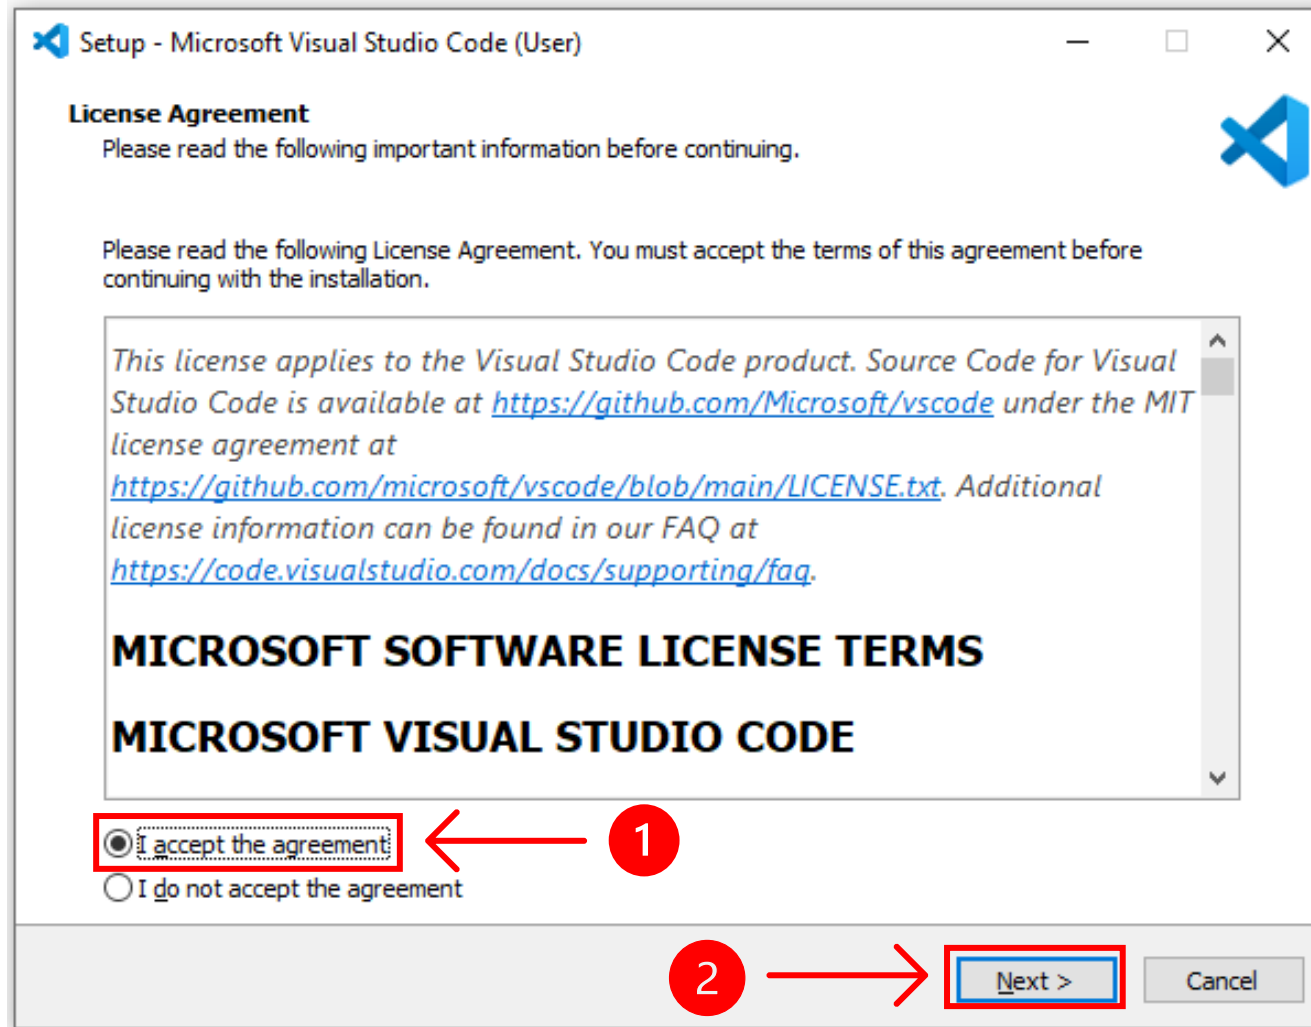 Setup - Microsoft Visual Studio Code (User)
License Agreement
Please read the following important information before continuing.
Please read the following License Agreement. You must accept the terms of this agreement before
continuing with the installation.
This license applies to the Visual Studio Code product. Source Code for Visual
Studio Code is available at https://github.com/Microsoft/vscode under the MIT
license agreement at
https://github.com/microsoft/vscode/blob/main/LICENSE.txt. Additional
license information can be found in our FAQ at
https://code.visualstudio.com/docs/supporting/faq.
MICROSOFT SOFTWARE LICENSE TERMS
MICROSOFT VISUAL STUDIO CODE
I accept the agreement
1
I do not accept the agreement
2
Next >
Cancel